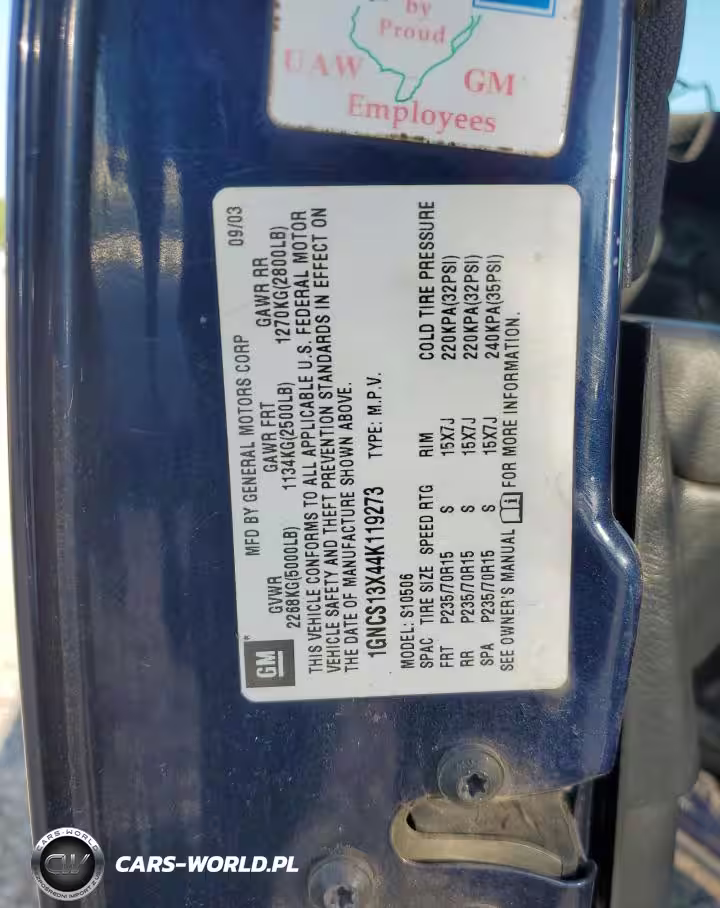 by
Proud
UAW GM
Employees
MFD BY GENERAL MOTORS CORP 09/03
GVWR GAWR FRT GAWR RR
2268KG(5000LB) 1134KG(2500LB) 1270KG(2800LB)
THIS VEHICLE CONFORMS TO ALL APPLICABLE U.S. FEDERAL MOTOR
VEHICLE SAFETY AND THEFT PREVENTION STANDARDS IN EFFECT ON
THE DATE OF MANUFACTURE SHOWN ABOVE.
1GNCS13X44K119273 TYPE: M.P.V.
MODEL: S10506
SPAC TIRE SIZE SPEED RTG RIM COLD TIRE PRESSURE
FRT P235/70R15 S 15X7J 220KPA(32PSI)
RR P235/70R15 S 15X7J 220KPA(32PSI)
SPA P235/70R15 S 15X7J 240KPA(35PSI)
SEE OWNER'S MANUAL FOR MORE INFORMATION.
GM
CARS-WORLD
CW
CARS-WORLD.PL